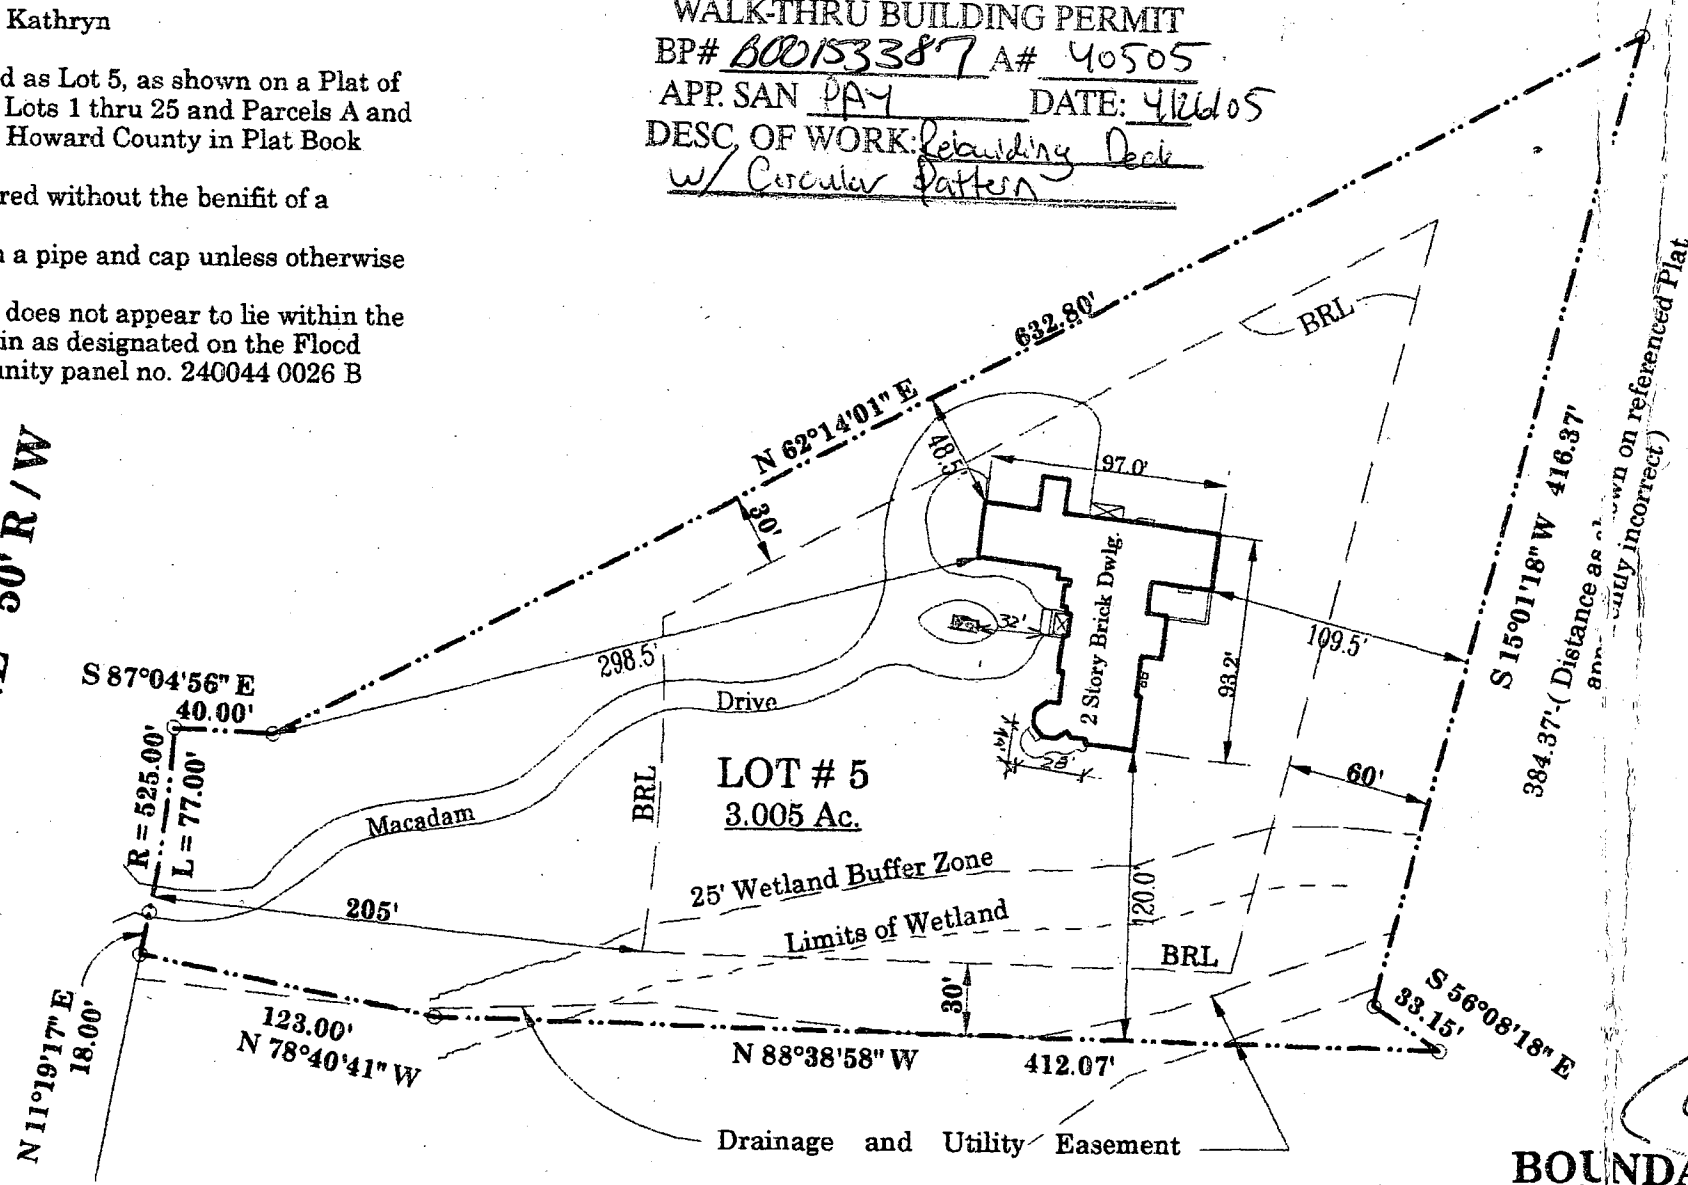 Kathryn
d as Lot 5, as shown on a Plat of
Lots 1 thru 25 and Parcels A and
Howard County in Plat Book
red without the benifit of a
a pipe and cap unless otherwise
does not appear to lie within the
in as designated on the Flood
unity panel no. 240044 0026 B
WALK-THRU BUILDING PERMIT
BP# B00153387 A# 40505
APP. SAN PAY DATE: 4/26/05
DESC. OF WORK: Rebuilding Deck
w/ Circular Pattern
50' R / W
632.80'
N 62°14'01" E
BRL
48.5'
97.0'
30'
2 Story Brick Dwlg.
32'
298.5'
109.5'
93.2'
S 15°01'18" W 416.37'
384.37'-( Distance as shown on referenced Plat
incorrect )
S 87°04'56" E
40.00'
R = 525.00'
L = 77.00'
Drive
Macadam
LOT # 5
3.005 Ac.
BRL
14'
28'
60'
25' Wetland Buffer Zone
Limits of Wetland
120.0'
205'
BRL
30'
N 11°19'17" E
18.00'
123.00'
N 78°40'41" W
N 88°38'58" W
412.07'
S 56°08'18" E
33.15'
Drainage and Utility Easement
BOUNDA